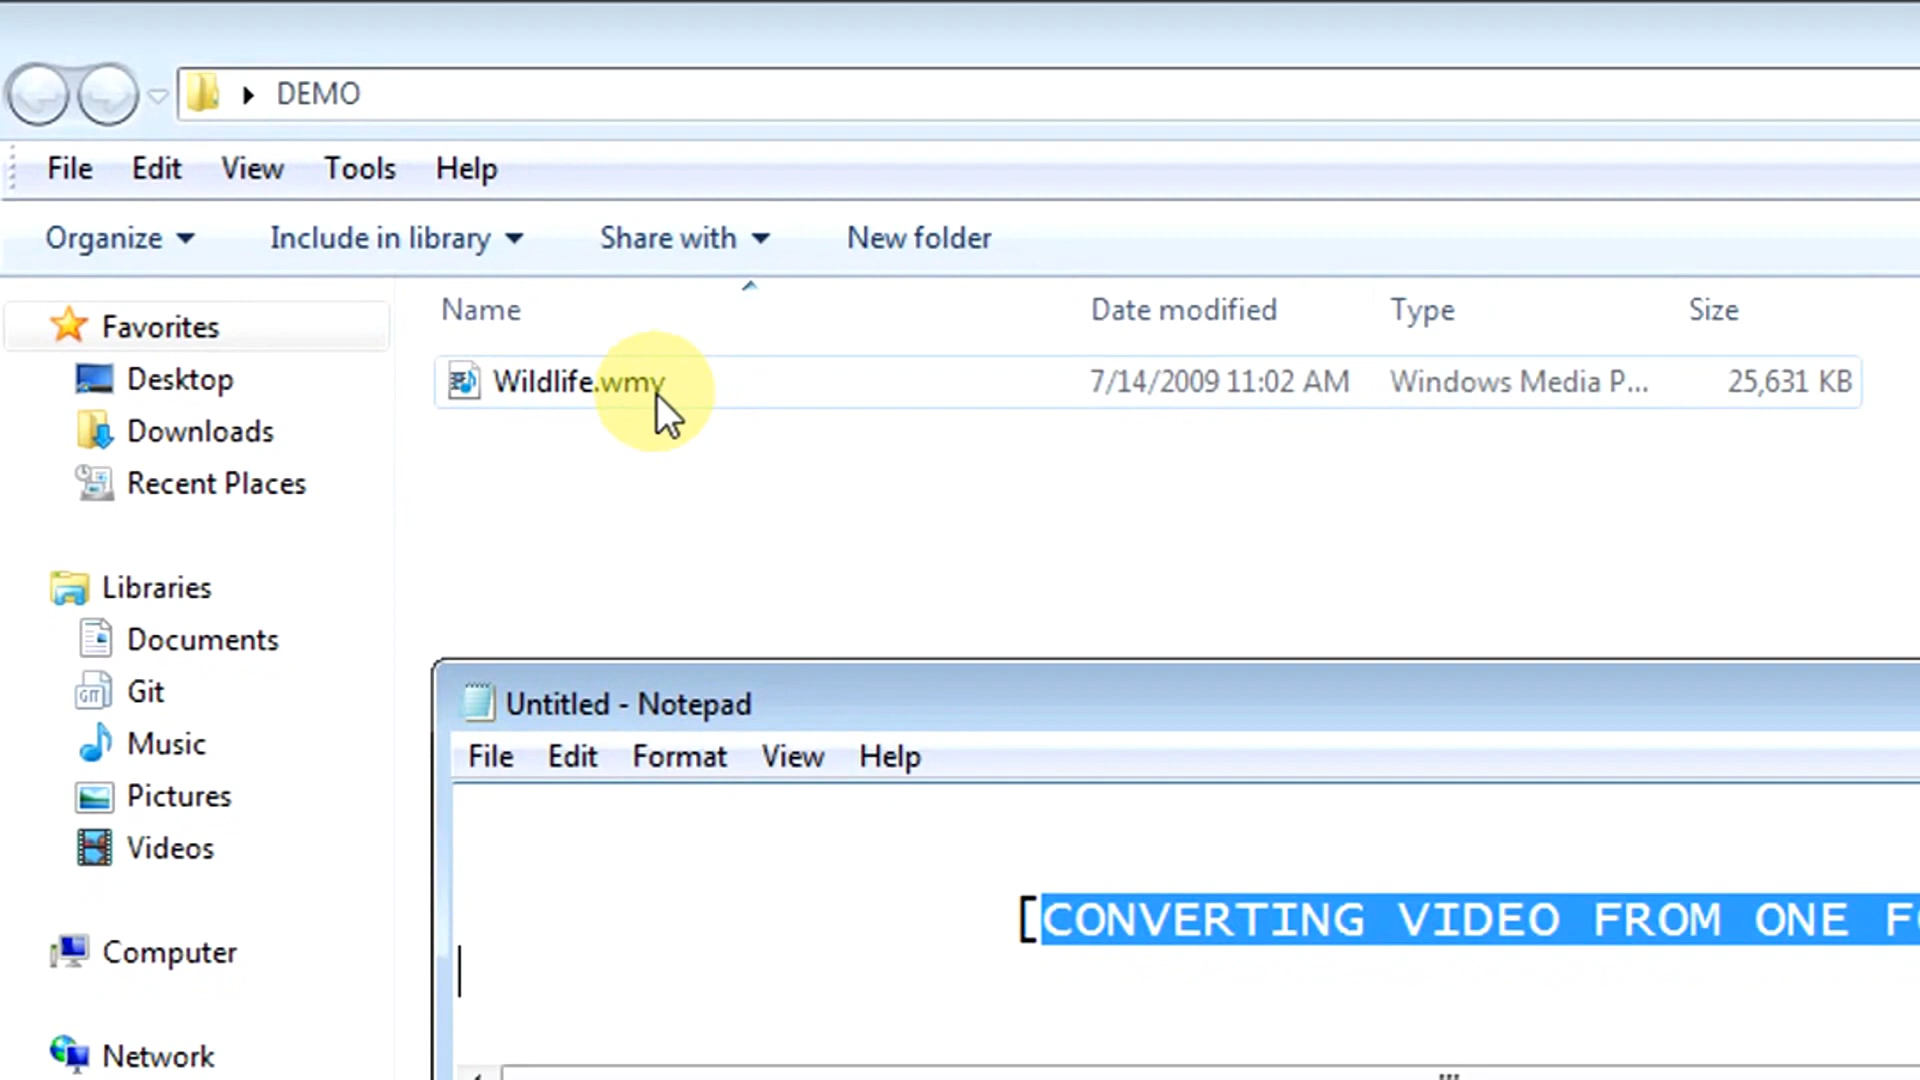 DEMO
File Edit View Tools Help
Organize Include in library Share with New folder
Name Date modified Type Size
Favorites
Wildlife.wmv 7/14/2009 11:02 AM Windows Media P... 25,631 KB
Desktop
Downloads
Recent Places
Libraries
Documents
Git
Music
Pictures
Videos
Computer
Network
Untitled - Notepad
File Edit Format View Help
[CONVERTING VIDEO FROM ONE